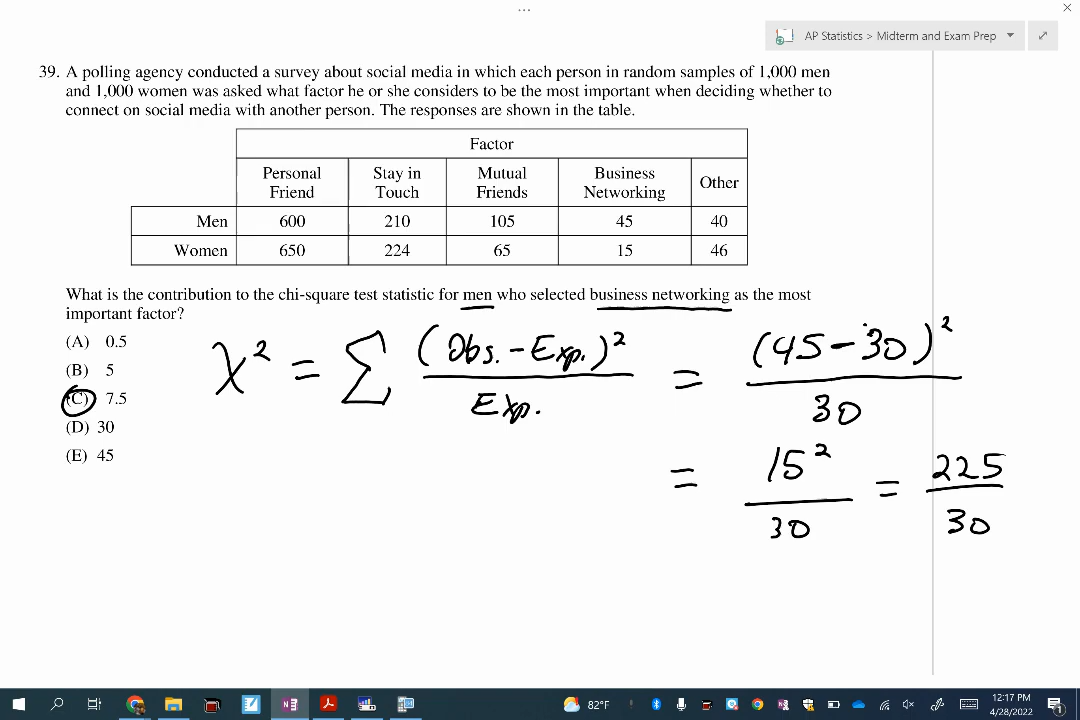 ...
AP Statistics > Midterm and Exam Prep
39. A polling agency conducted a survey about social media in which each person in random samples of 1,000 men
and 1,000 women was asked what factor he or she considers to be the most important when deciding whether to
connect on social media with another person. The responses are shown in the table.
Factor
Personal Friend Stay in Touch Mutual Friends Business Networking Other
Men 600 210 105 45 40
Women 650 224 65 15 46
What is the contribution to the chi-square test statistic for men who selected business networking as the most
important factor?
(A) 0.5
(B) 5
(C) 7.5
(D) 30
(E) 45
χ² = Σ (Obs. - Exp.)² / Exp. = (45 - 30)² / 30
= 15² / 30 = 225 / 30
82°F
12:17 PM
4/28/2022